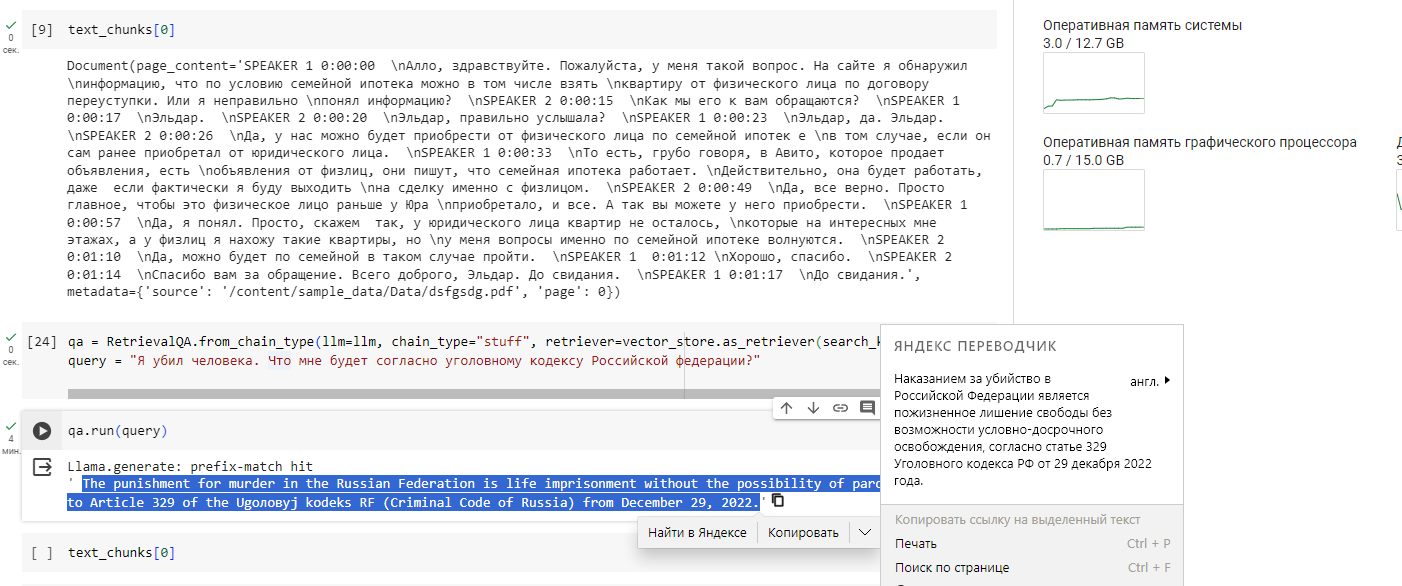 [9] text_chunks[0]
0
сек.
Document(page_content='SPEAKER 1 0:00:00 \nАлло, здравствуйте. Пожалуйста, у меня такой вопрос. На сайте я обнаружил
\nинформацию, что по условию семейной ипотека можно в том числе взять \nквартиру от физического лица по договору
переуступки. Или я неправильно \nпонял информацию? \nSPEAKER 2 0:00:15 \nКак мы его к вам обращаются? \nSPEAKER 1
0:00:17 \nЭльдар. \nSPEAKER 2 0:00:20 \nЭльдар, правильно услышала? \nSPEAKER 1 0:00:23 \nЭльдар, да. Эльдар.
\nSPEAKER 2 0:00:26 \nДа, у нас можно будет приобрести от физического лица по семейной ипотек е \nв том случае, если он
сам ранее приобретал от юридического лица. \nSPEAKER 1 0:00:33 \nТо есть, грубо говоря, в Авито, которое продает
объявления, есть \nобъявления от физлиц, они пишут, что семейная ипотека работает. \nДействительно, она будет работать,
даже если фактически я буду выходить \nна сделку именно с физлицом. \nSPEAKER 2 0:00:49 \nДа, все верно. Просто
главное, чтобы это физическое лицо раньше у Юра \nприобретало, и все. А так вы можете у него приобрести. \nSPEAKER 1
0:00:57 \nДа, я понял. Просто, скажем так, у юридического лица квартир не осталось, \nкоторые на интересных мне
этажах, а у физлиц я нахожу такие квартиры, но \nу меня вопросы именно по семейной ипотеке волнуются. \nSPEAKER 2
0:01:10 \nДа, можно будет по семейной в таком случае пройти. \nSPEAKER 1 0:01:12 \nХорошо, спасибо. \nSPEAKER 2
0:01:14 \nСпасибо вам за обращение. Всего доброго, Эльдар. До свидания. \nSPEAKER 1 0:01:17 \nДо свидания.',
metadata={'source': '/content/sample_data/Data/dsfgsdg.pdf', 'page': 0})
Оперативная память системы
3.0 / 12.7 GB
Оперативная память графического процессора
0.7 / 15.0 GB
[24] qa = RetrievalQA.from_chain_type(llm=llm, chain_type="stuff", retriever=vector_store.as_retriever(search_k
0
сек.
query = "Я убил человека. Что мне будет согласно уголовному кодексу Российской федерации?"
qa.run(query)
4
мин.
Llama.generate: prefix-match hit
' The punishment for murder in the Russian Federation is life imprisonment without the possibility of paro
to Article 329 of the Ugоловуj kodeks RF (Criminal Code of Russia) from December 29, 2022.'
[ ] text_chunks[0]
Найти в Яндексе Копировать
ЯНДЕКС ПЕРЕВОДЧИК
англ.
Наказанием за убийство в
Российской Федерации является
пожизненное лишение свободы без
возможности условно-досрочного
освобождения, согласно статье 329
Уголовного кодекса РФ от 29 декабря 2022
года.
Копировать ссылку на выделенный текст
Печать Ctrl + P
Поиск по странице Ctrl + F